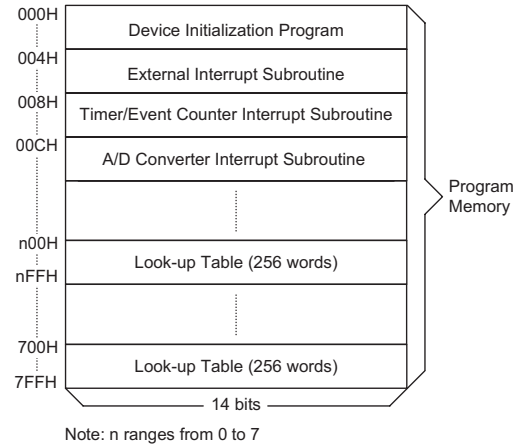 000H
Device Initialization Program
004H
External Interrupt Subroutine
008H
Timer/Event Counter Interrupt Subroutine
00CH
A/D Converter Interrupt Subroutine
Program
Memory
n00H
Look-up Table (256 words)
nFFH
700H
Look-up Table (256 words)
7FFH
14 bits
Note: n ranges from 0 to 7